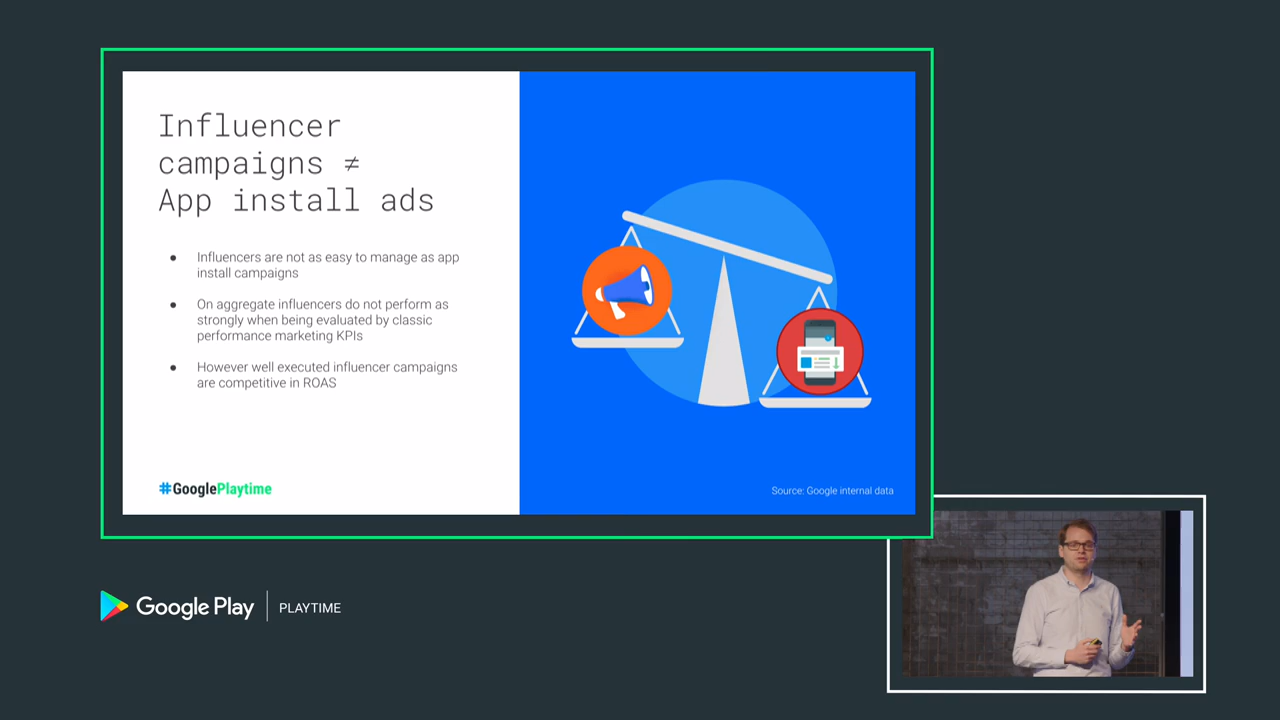 Influencer
campaigns ≠
App install ads
● Influencers are not as easy to manage as app
install campaigns
● On aggregate influencers do not perform as
strongly when being evaluated by classic
performance marketing KPIs
● However well executed influencer campaigns
are competitive in ROAS
#GooglePlaytime
Source: Google internal data
Google Play | PLAYTIME